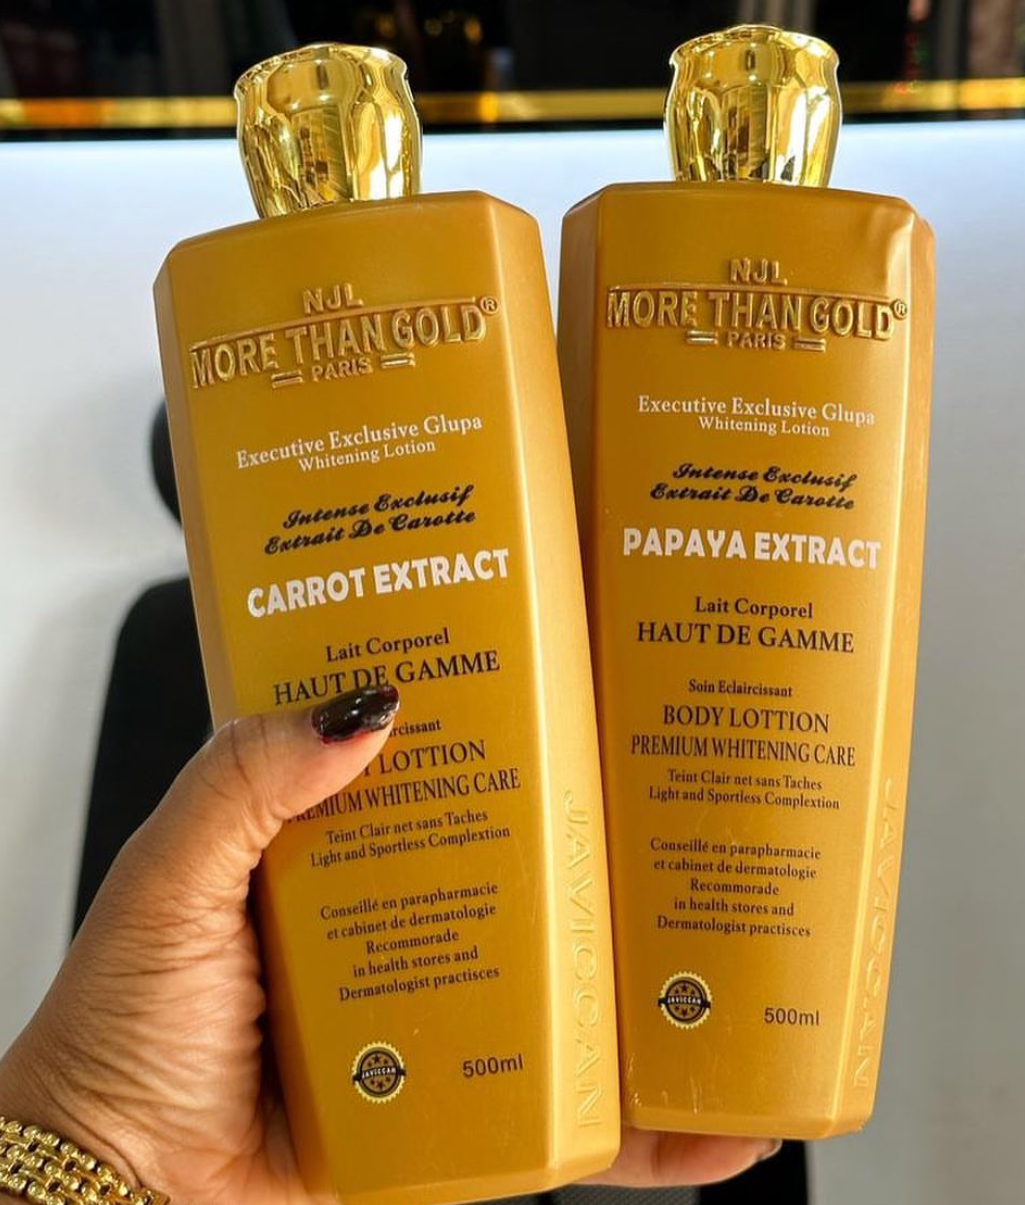 NJL
MORE THAN GOLD®
PARIS
Executive Exclusive Glupa
Whitening Lotion
Intense Exclusif
Extrait De Carotte
CARROT EXTRACT
Lait Corporel
HAUT DE GAMME
LOTTION
WHITENING CARE
Teint Clair net sans Taches
Light and Sportless Complextion
Conseillé en parapharmacie
et cabinet de dermatologie
Recommorade
in health stores and
Dermatologist practisces
JAVICCAN
500ml
JAVICCAN
NJL
MORE THAN GOLD®
PARIS
Executive Exclusive Glupa
Whitening Lotion
Intense Exclusif
Extrait De Carotte
PAPAYA EXTRACT
Lait Corporel
HAUT DE GAMME
Soin Eclaircissant
BODY LOTTION
PREMIUM WHITENING CARE
Teint Clair net sans Taches
Light and Sportless Complextion
Conseillé en parapharmacie
et cabinet de dermatologie
Recommorade
in health stores and
Dermatologist practisces
JAVICCAN
500ml
JAVICCAN